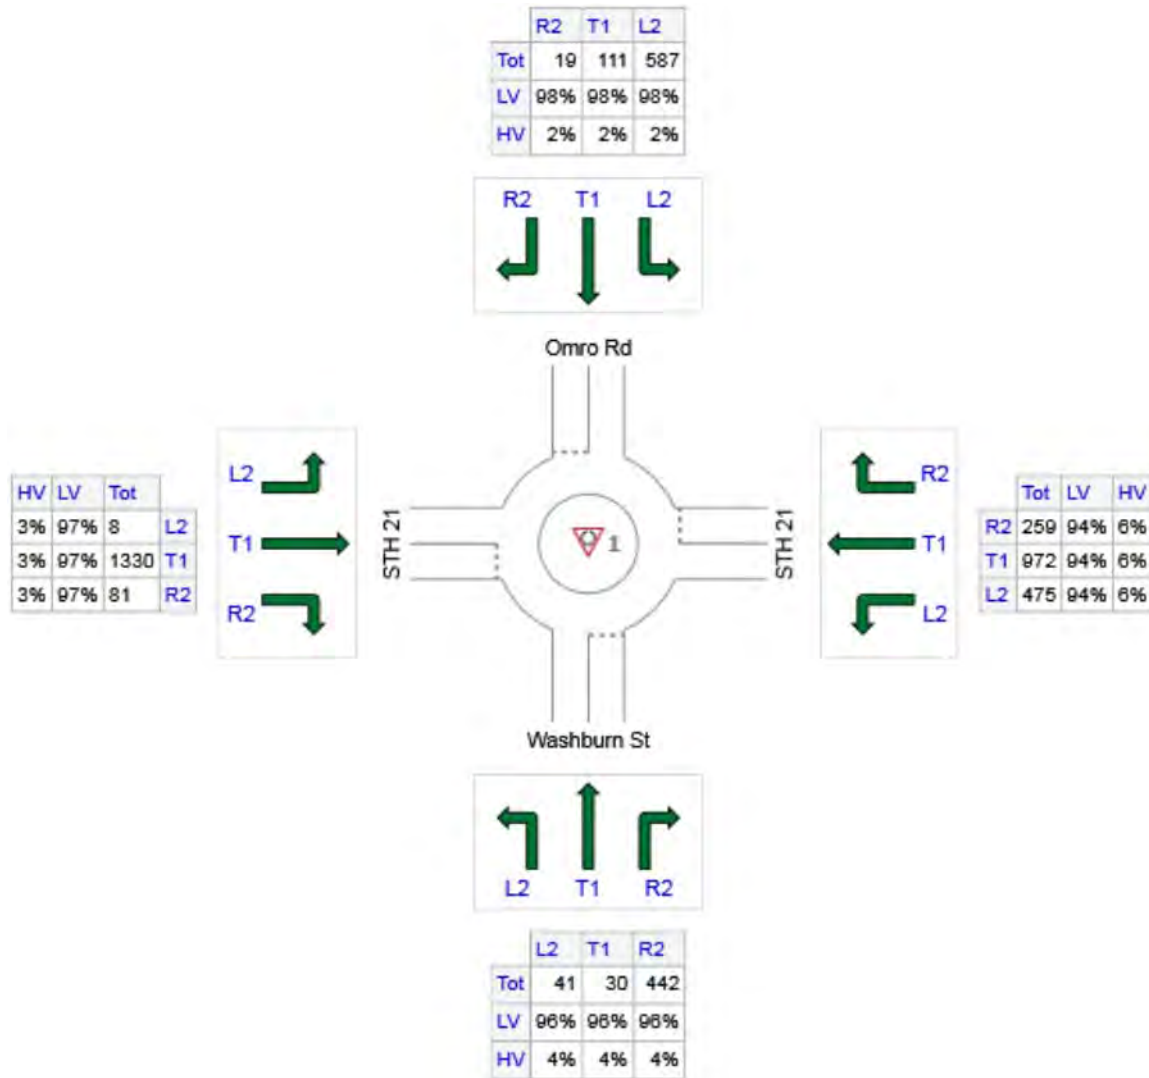 R2 T1 L2
Tot 19 111 587
LV 98% 98% 98%
HV 2% 2% 2%
R2 T1 L2
Omro Rd
L2
T1
R2
HV LV Tot
3% 97% 8 L2
3% 97% 1330 T1
3% 97% 81 R2
STH 21
1
STH 21
R2
T1
L2
Tot LV HV
R2 259 94% 6%
T1 972 94% 6%
L2 475 94% 6%
Washburn St
L2 T1 R2
L2 T1 R2
Tot 41 30 442
LV 96% 96% 96%
HV 4% 4% 4%